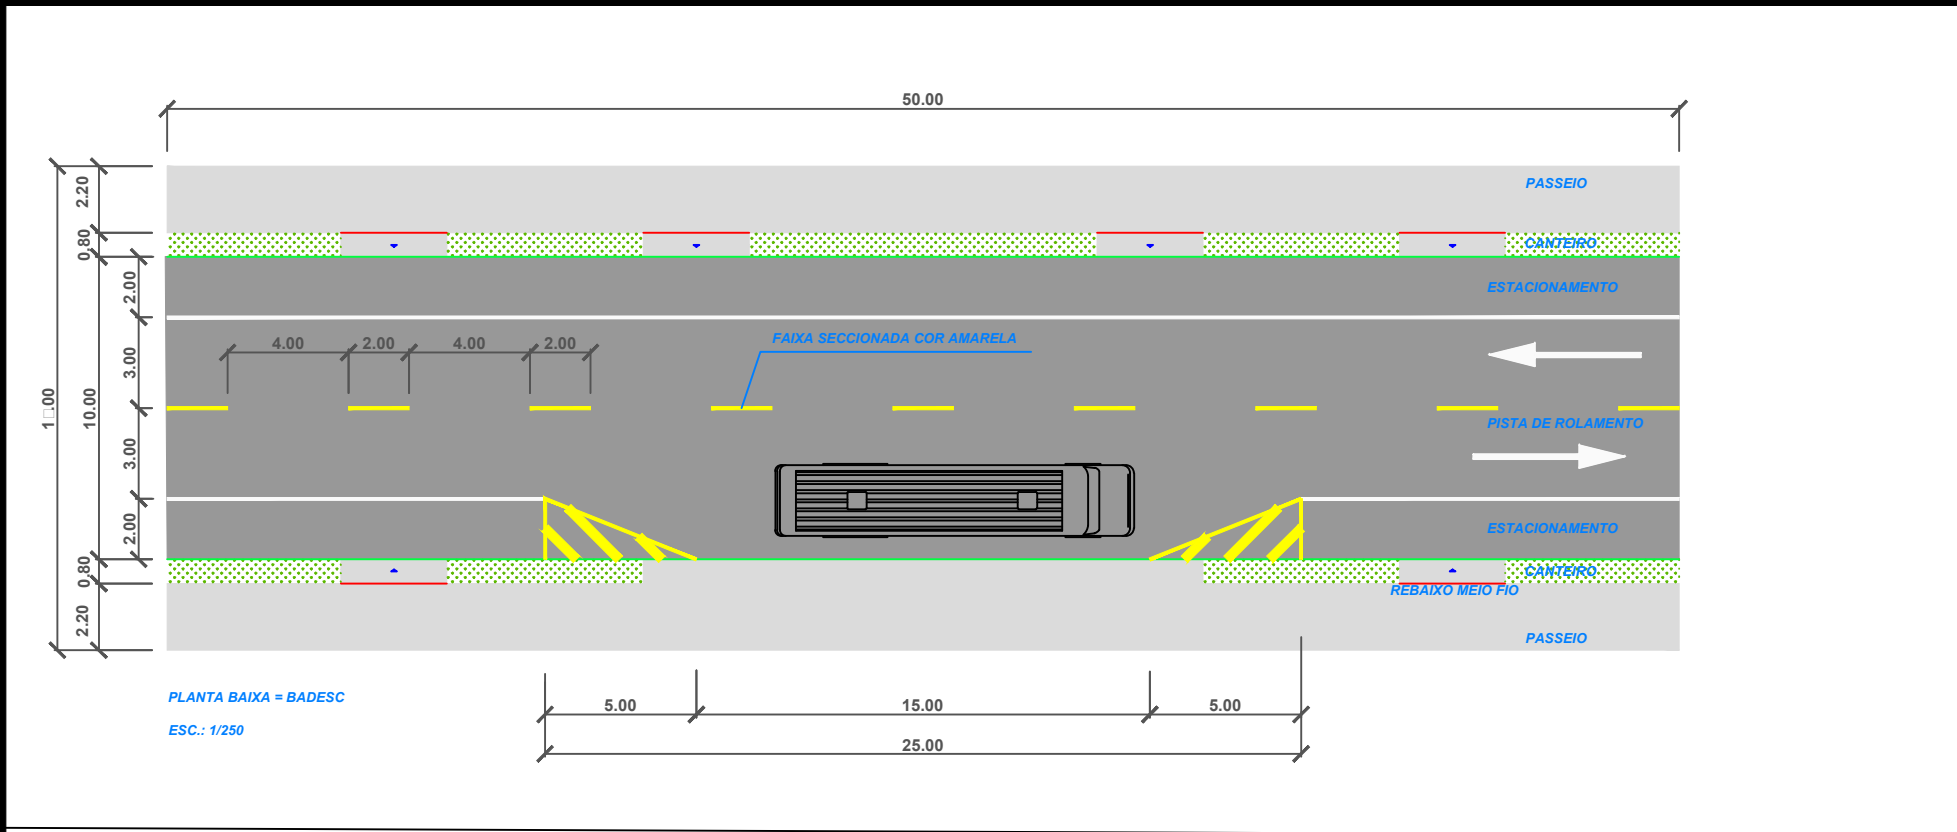 50.00
2.20
PASSEIO
0.80
CANTEIRO
2.00
ESTACIONAMENTO
FAIXA SECCIONADA COR AMARELA
4.00 2.00 4.00 2.00
3.00
10.00
PISTA DE ROLAMENTO
3.00
2.00
ESTACIONAMENTO
0.80
CANTEIRO
REBAIXO MEIO FIO
2.20
PASSEIO
PLANTA BAIXA = BADESC
5.00 15.00 5.00
ESC.: 1/250
25.00